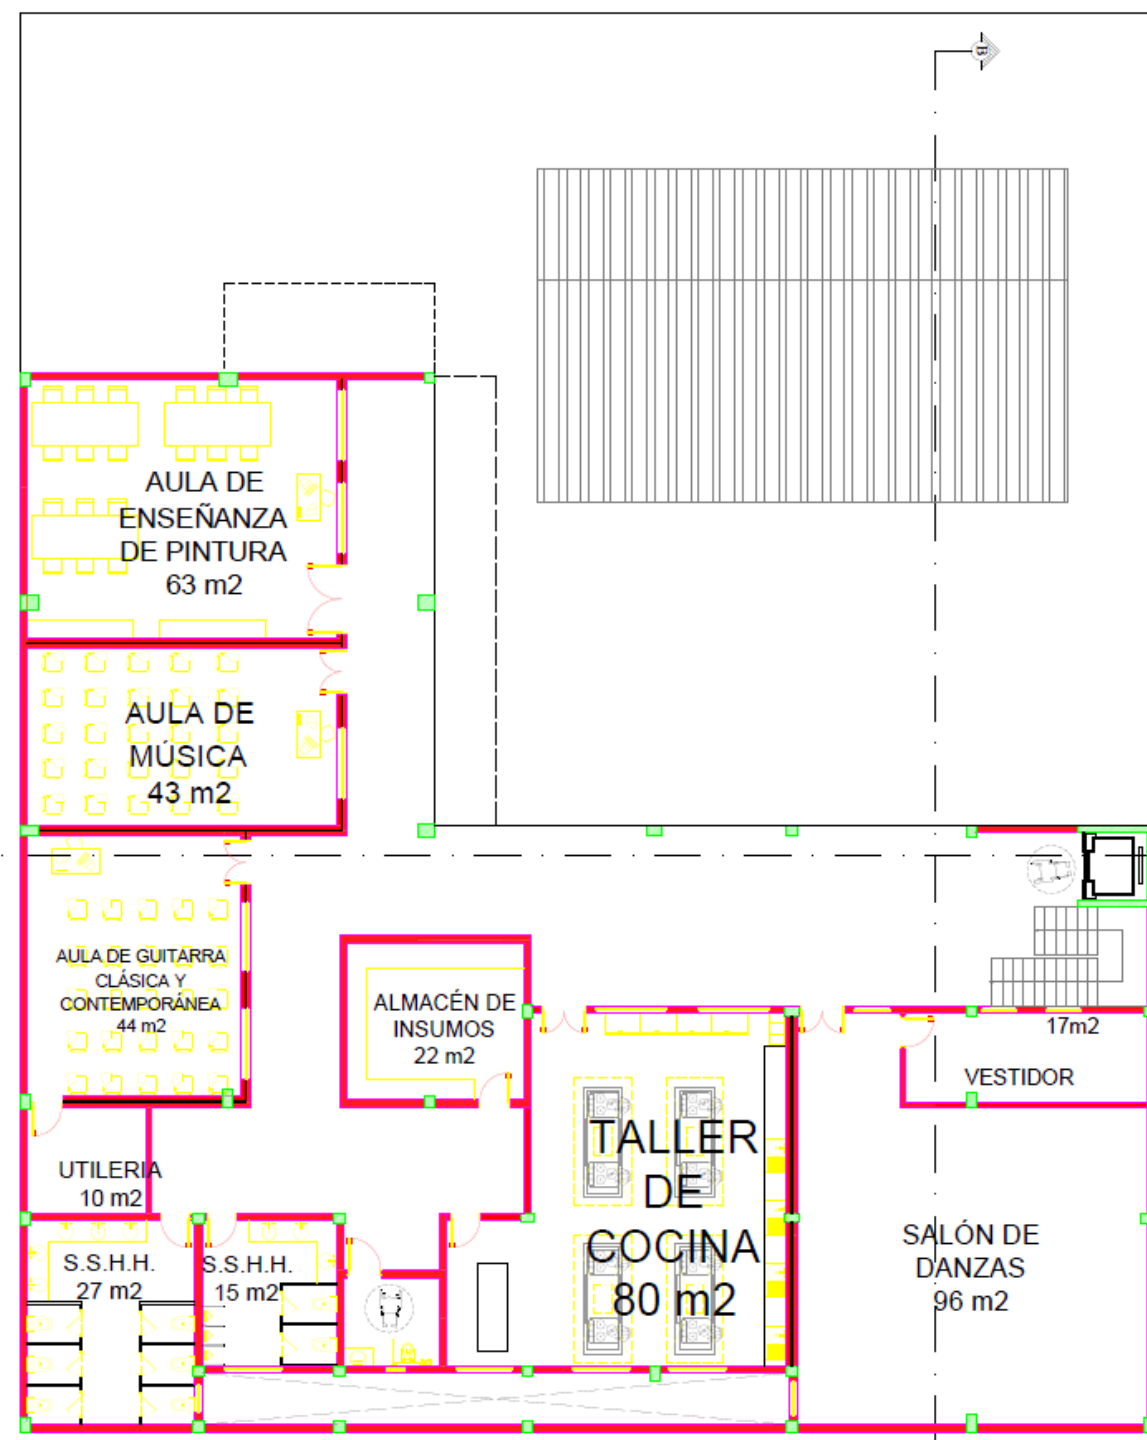 B
AULA DE
ENSEÑANZA
DE PINTURA
63 m2
AULA DE
MÚSICA
43 m2
AULA DE GUITARRA
CLÁSICA Y
CONTEMPORÁNEA
44 m2
ALMACÉN DE
INSUMOS
22 m2
17m2
VESTIDOR
TALLER
DE
COCINA
80 m2
UTILERIA
10 m2
S.S.H.H.
27 m2
S.S.H.H.
15 m2
SALÓN DE
DANZAS
96 m2